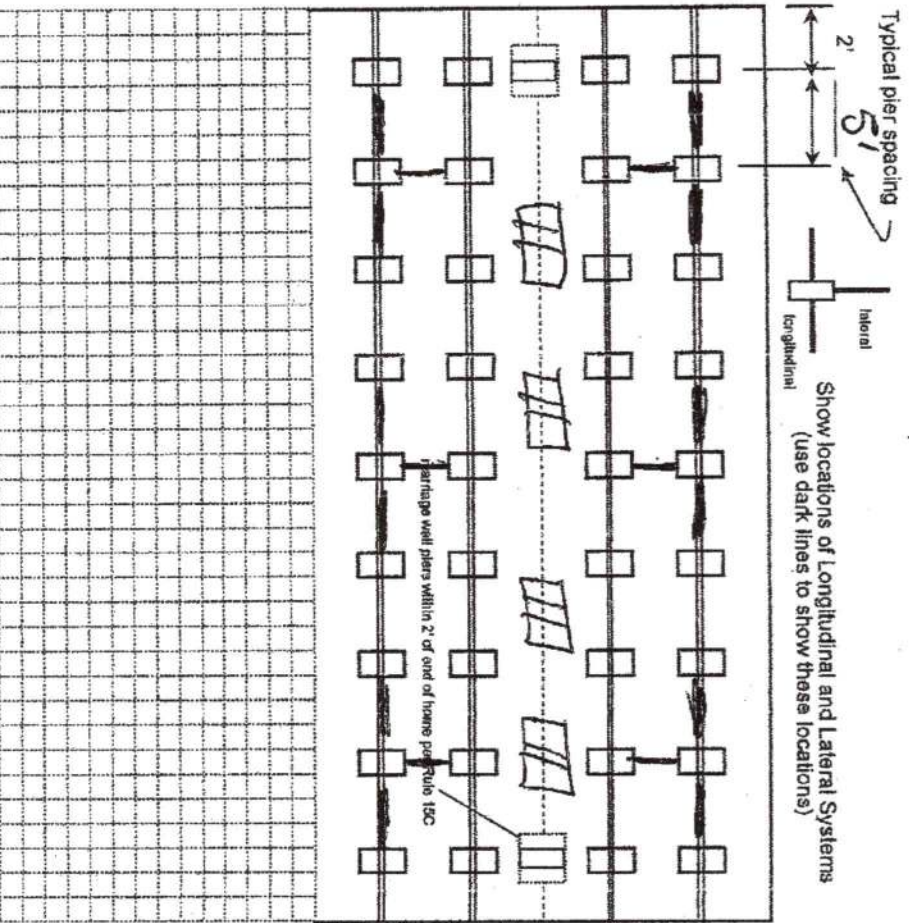 Typical pier spacing
2'
5'
lateral
longitudinal
Show locations of Longitudinal and Lateral Systems
(use dark lines to show these locations)
marriage wall piers within 2' of end of home per Rule 15C